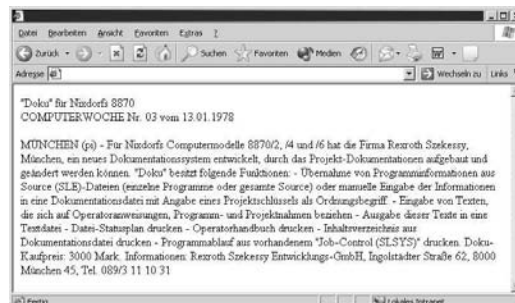 Datei Bearbeiten Ansicht Favoriten Extras ?
Zurück Suchen Favoriten Medien
Adresse Wechseln zu Links
"Doku" für Nixdorfs 8870
COMPUTERWOCHE Nr. 03 vom 13.01.1978
MÜNCHEN (pi) - Für Nixdorfs Computermodelle 8870/2, /4 und /6 hat die Firma Rexroth Szekessy,
München, ein neues Dokumentationssystem entwickelt, durch das Projekt-Dokumentationen aufgebaut und
geändert werden können. "Doku" besitzt folgende Funktionen: - Übernahme von Programminformationen aus
Source (SLE)-Dateien (einzelne Programme oder gesamte Source) oder manuelle Eingabe der Informationen
in eine Dokumentationsdatei mit Angabe eines Projektschlussels als Ordnungsbegriff. - Eingabe von Texten,
die sich auf Operatoranweisungen, Programm- und Projektnahmen beziehen - Ausgabe dieser Texte in eine
Textdatei - Datei-Statusplan drucken - Operatorhandbuch drucken - Inhaltsverzeichnis aus
Dokumentationsdatei drucken - Programmablauf aus vorhandenem "Job-Control (SLSYS)" drucken. Doku-
Kaufpreis: 3000 Mark. Informationen: Rexroth Szekessy Entwicklungs-GmbH, Ingolstädter Straße 62, 8000
München 45, Tel. 089/3 11 10 31
Fertig Lokales Intranet